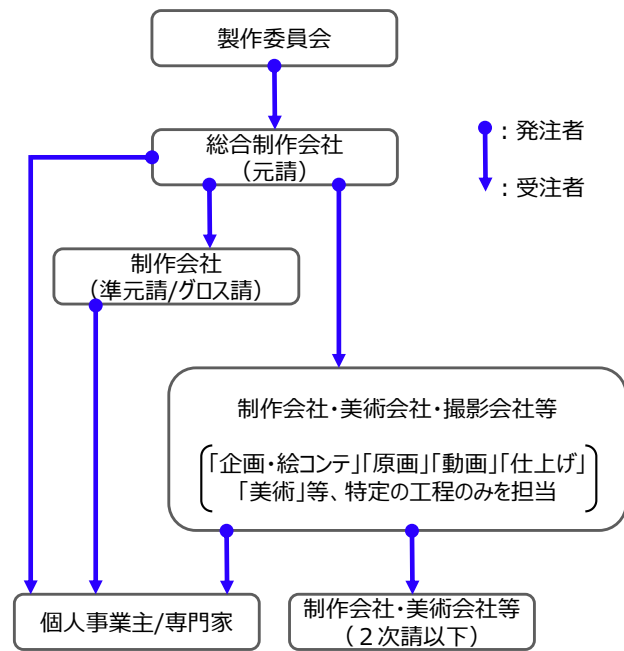 製作委員会
総合制作会社
（元請）
：発注者
：受注者
制作会社
（準元請/グロス請）
制作会社・美術会社・撮影会社等
「企画・絵コンテ」「原画」「動画」「仕上げ」
「美術」等、特定の工程のみを担当
個人事業主/専門家
制作会社・美術会社等
（２次請以下）